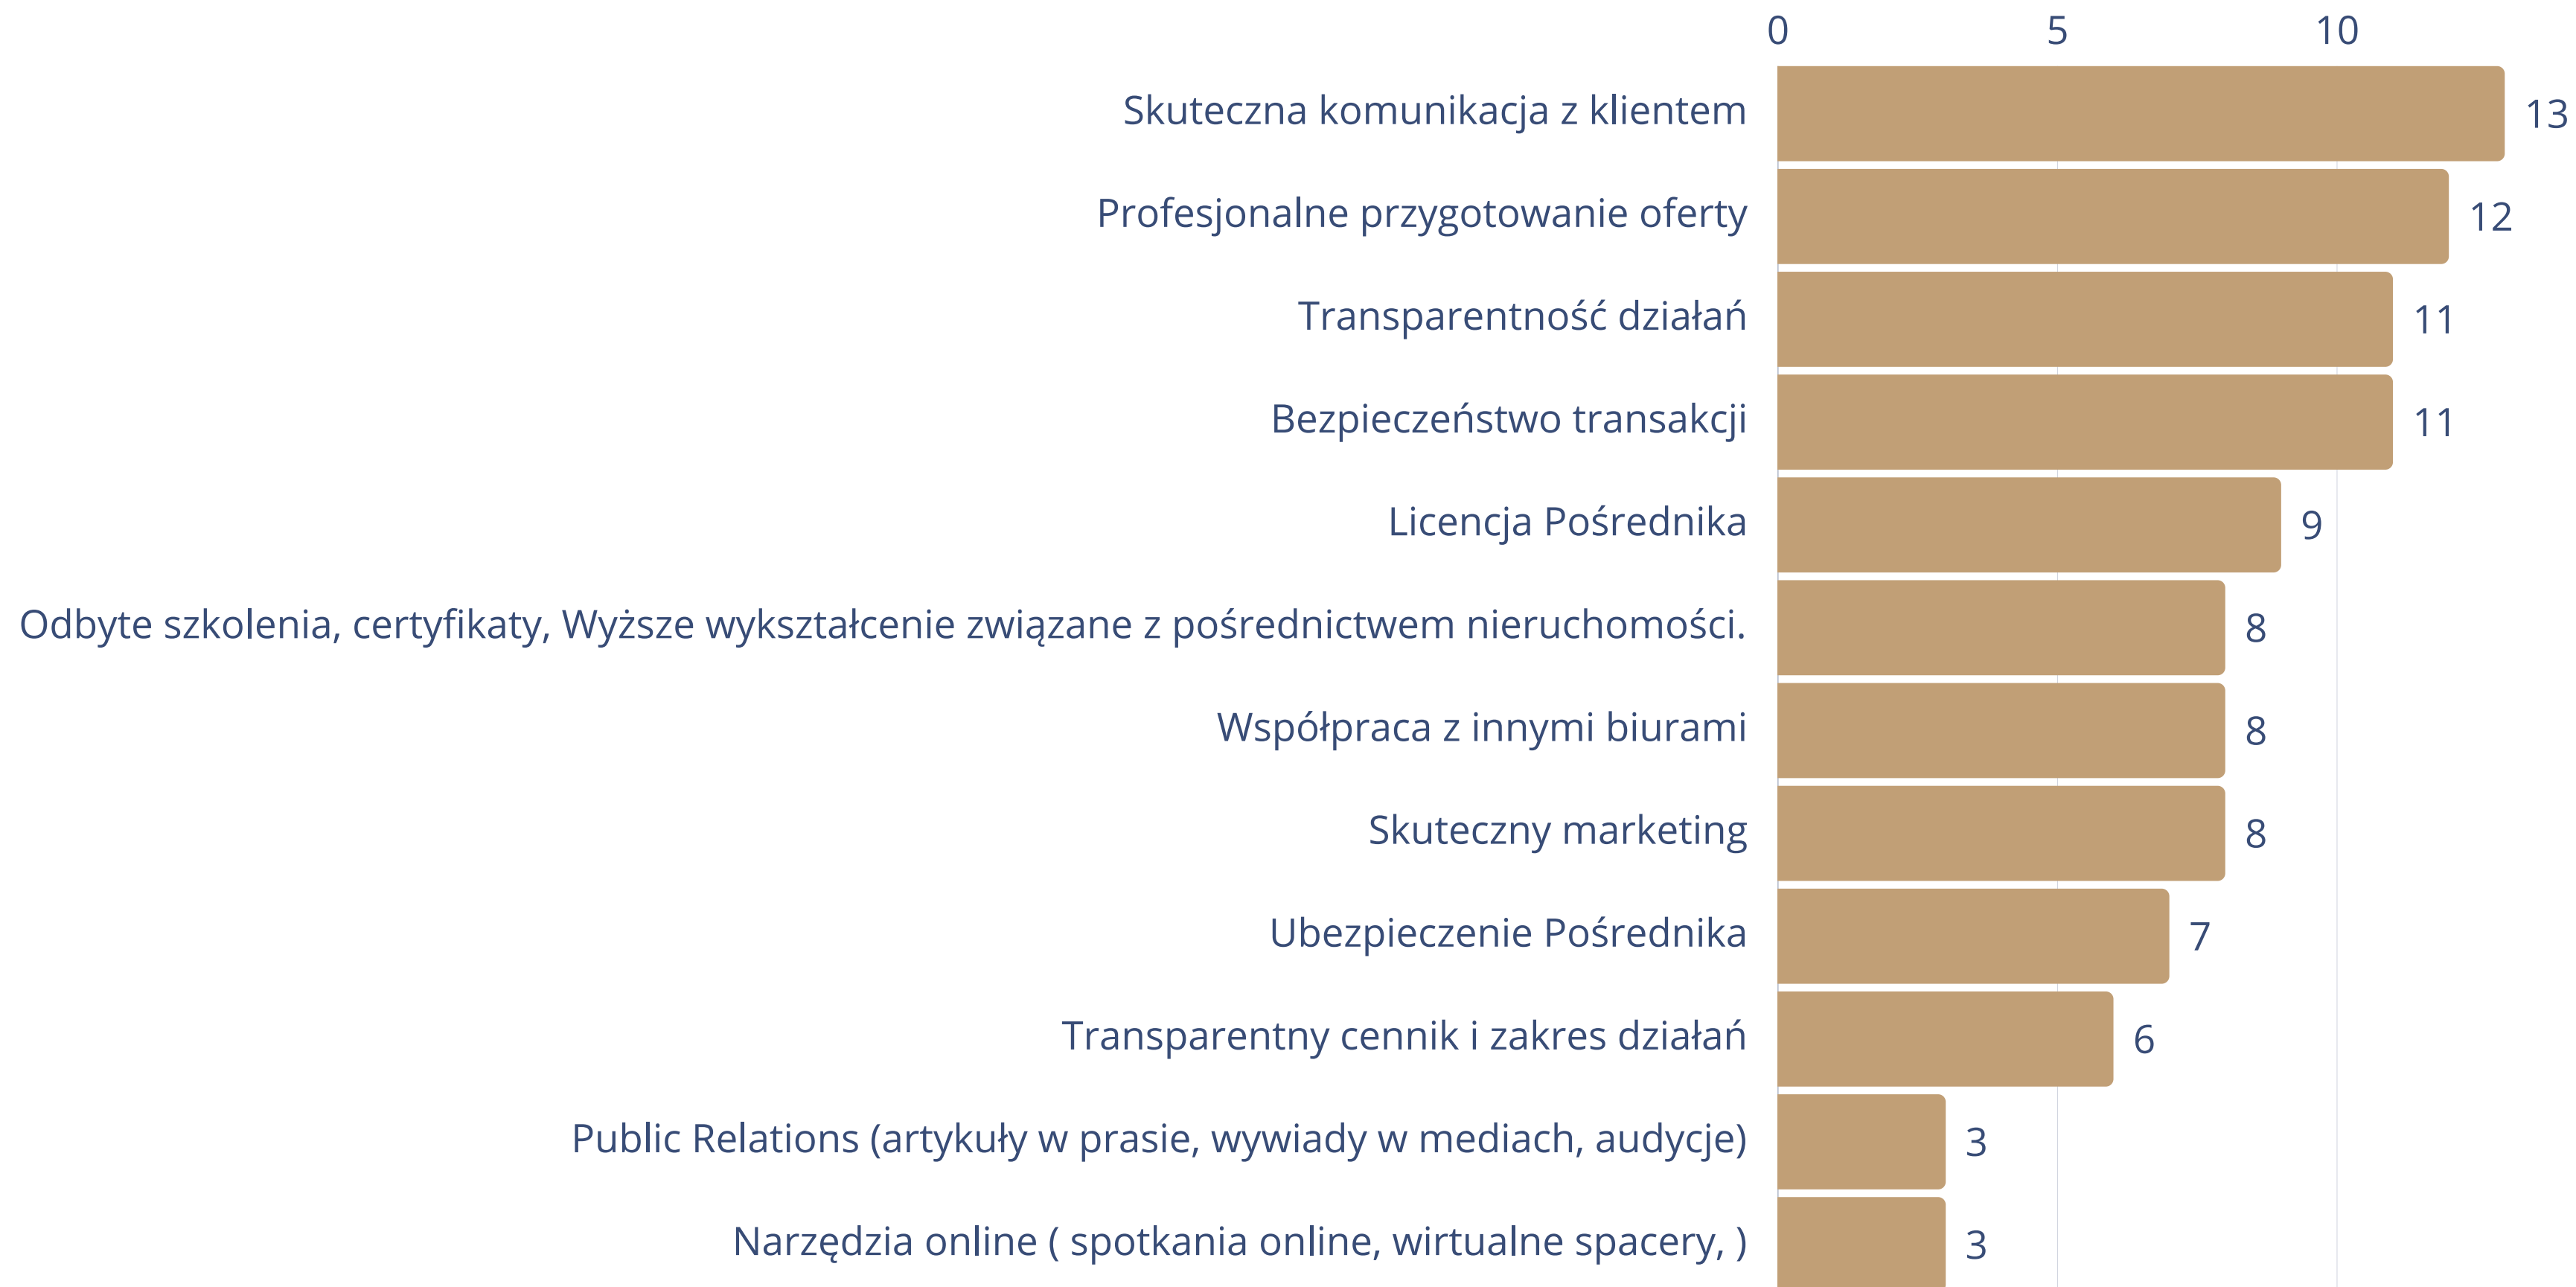 0 5 10
Skuteczna komunikacja z klientem 13
Profesjonalne przygotowanie oferty 12
Transparentność działań 11
Bezpieczeństwo transakcji 11
Licencja Pośrednika 9
Odbyte szkolenia, certyfikaty, Wyższe wykształcenie związane z pośrednictwem nieruchomości. 8
Współpraca z innymi biurami 8
Skuteczny marketing 8
Ubezpieczenie Pośrednika 7
Transparentny cennik i zakres działań 6
Public Relations (artykuły w prasie, wywiady w mediach, audycje) 3
Narzędzia online ( spotkania online, wirtualne spacery, ) 3